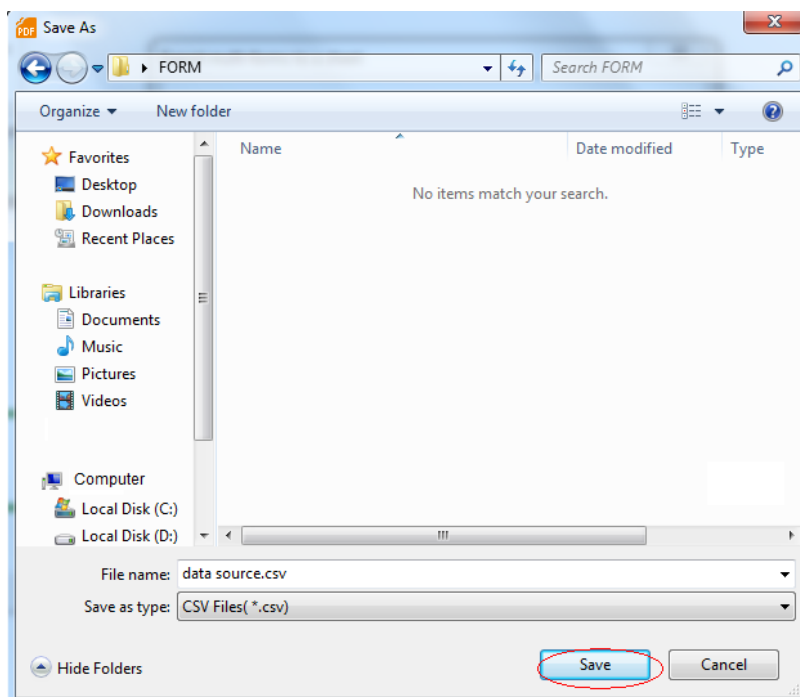 PDF Save As
FORM Search FORM
Organize New folder
Name Date modified Type
No items match your search.
Favorites
Desktop
Downloads
Recent Places
Libraries
Documents
Music
Pictures
Videos
Computer
Local Disk (C:)
Local Disk (D:)
File name: data source.csv
Save as type: CSV Files( *.csv)
Hide Folders Save Cancel